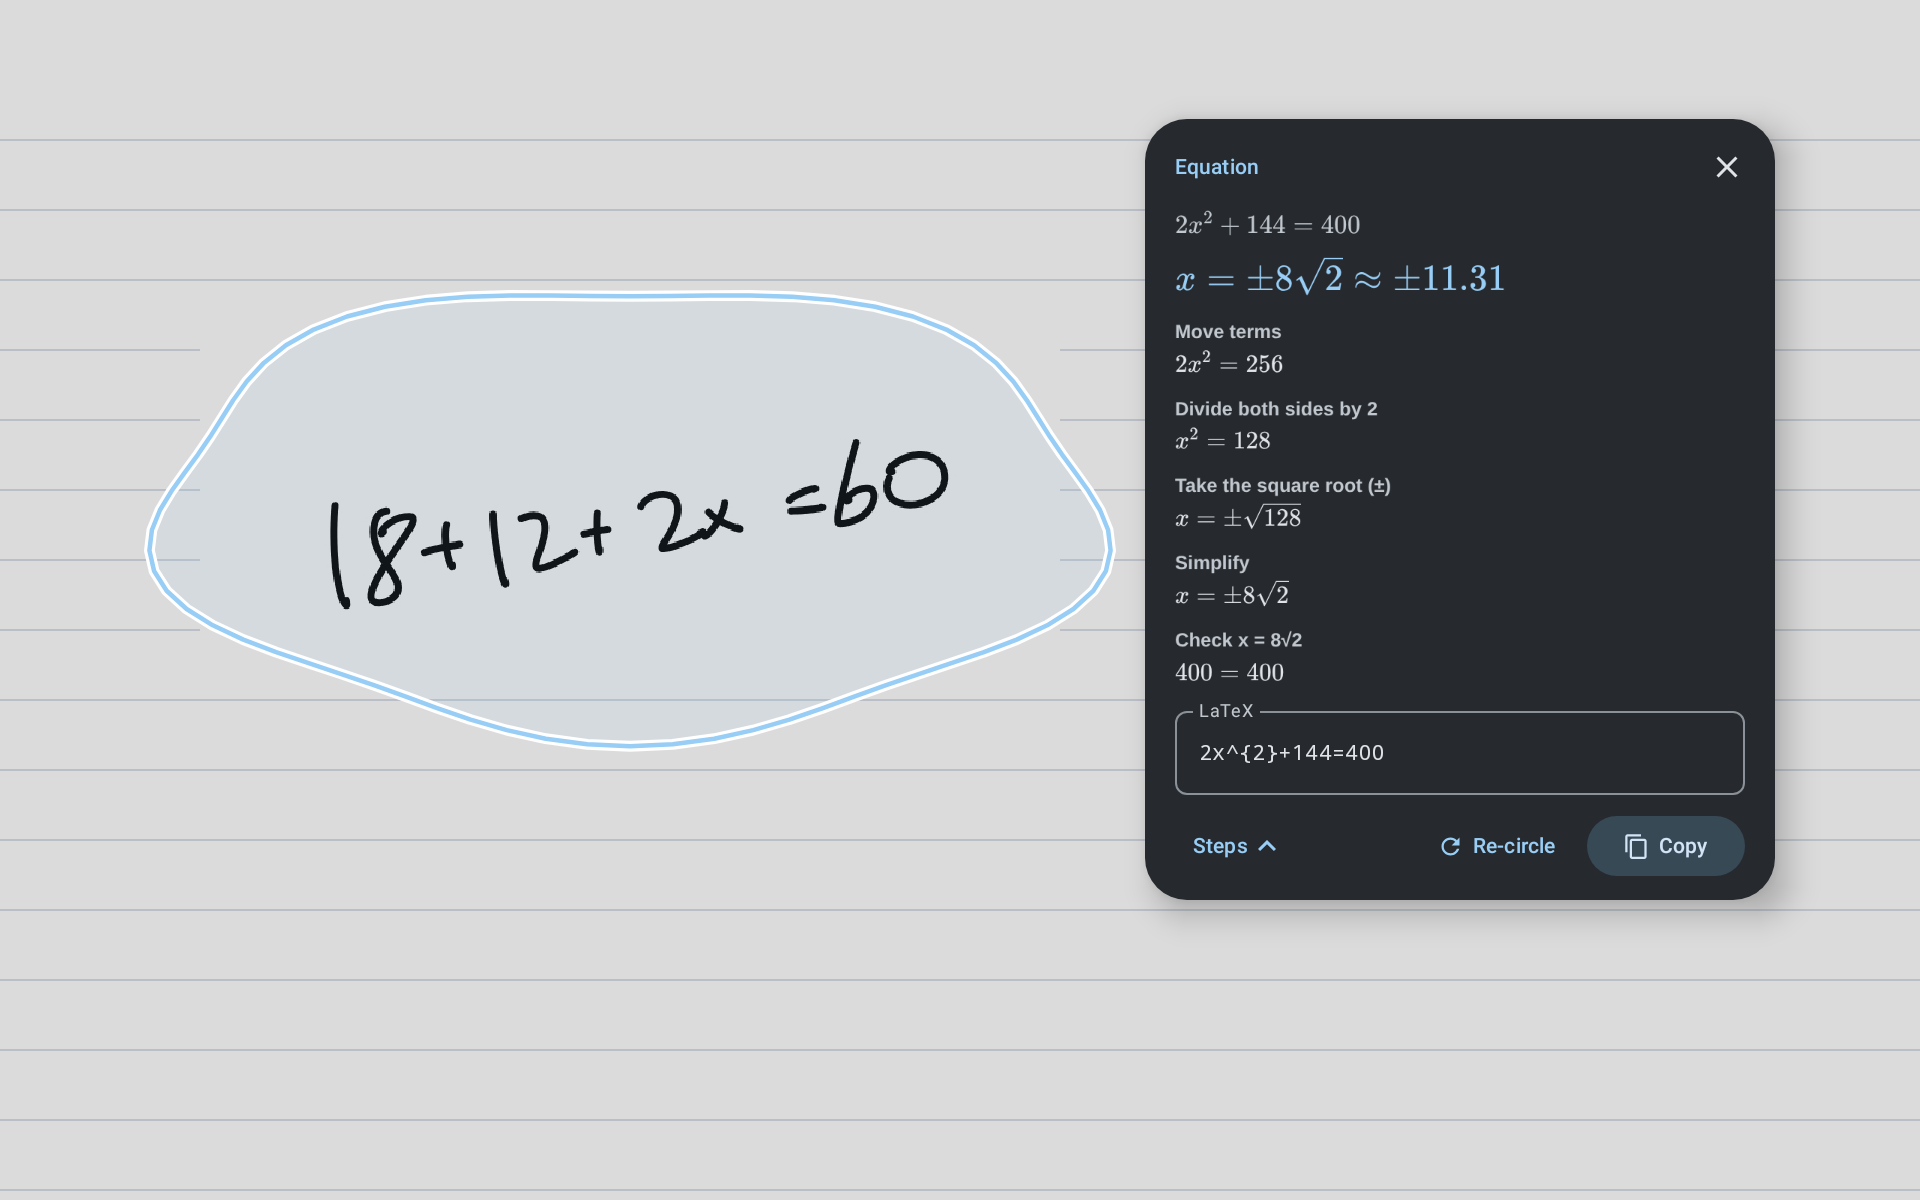 18+12+2x=60
Equation
2x² + 144 = 400
x = ±8√2 ≈ ±11.31
Move terms
2x² = 256
Divide both sides by 2
x² = 128
Take the square root (±)
x = ±√128
Simplify
x = ±8√2
Check x = 8√2
400 = 400
LaTeX
2x^{2}+144=400
Steps Re-circle Copy